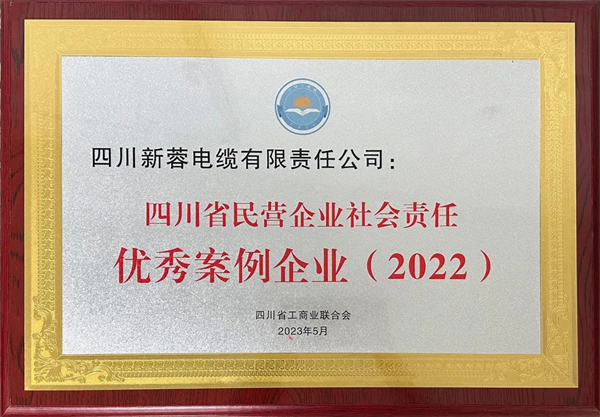 四川新蓉电缆有限责任公司：
四川省民营企业社会责任
优秀案例企业（2022）
四川省工商业联合会
2023年5月